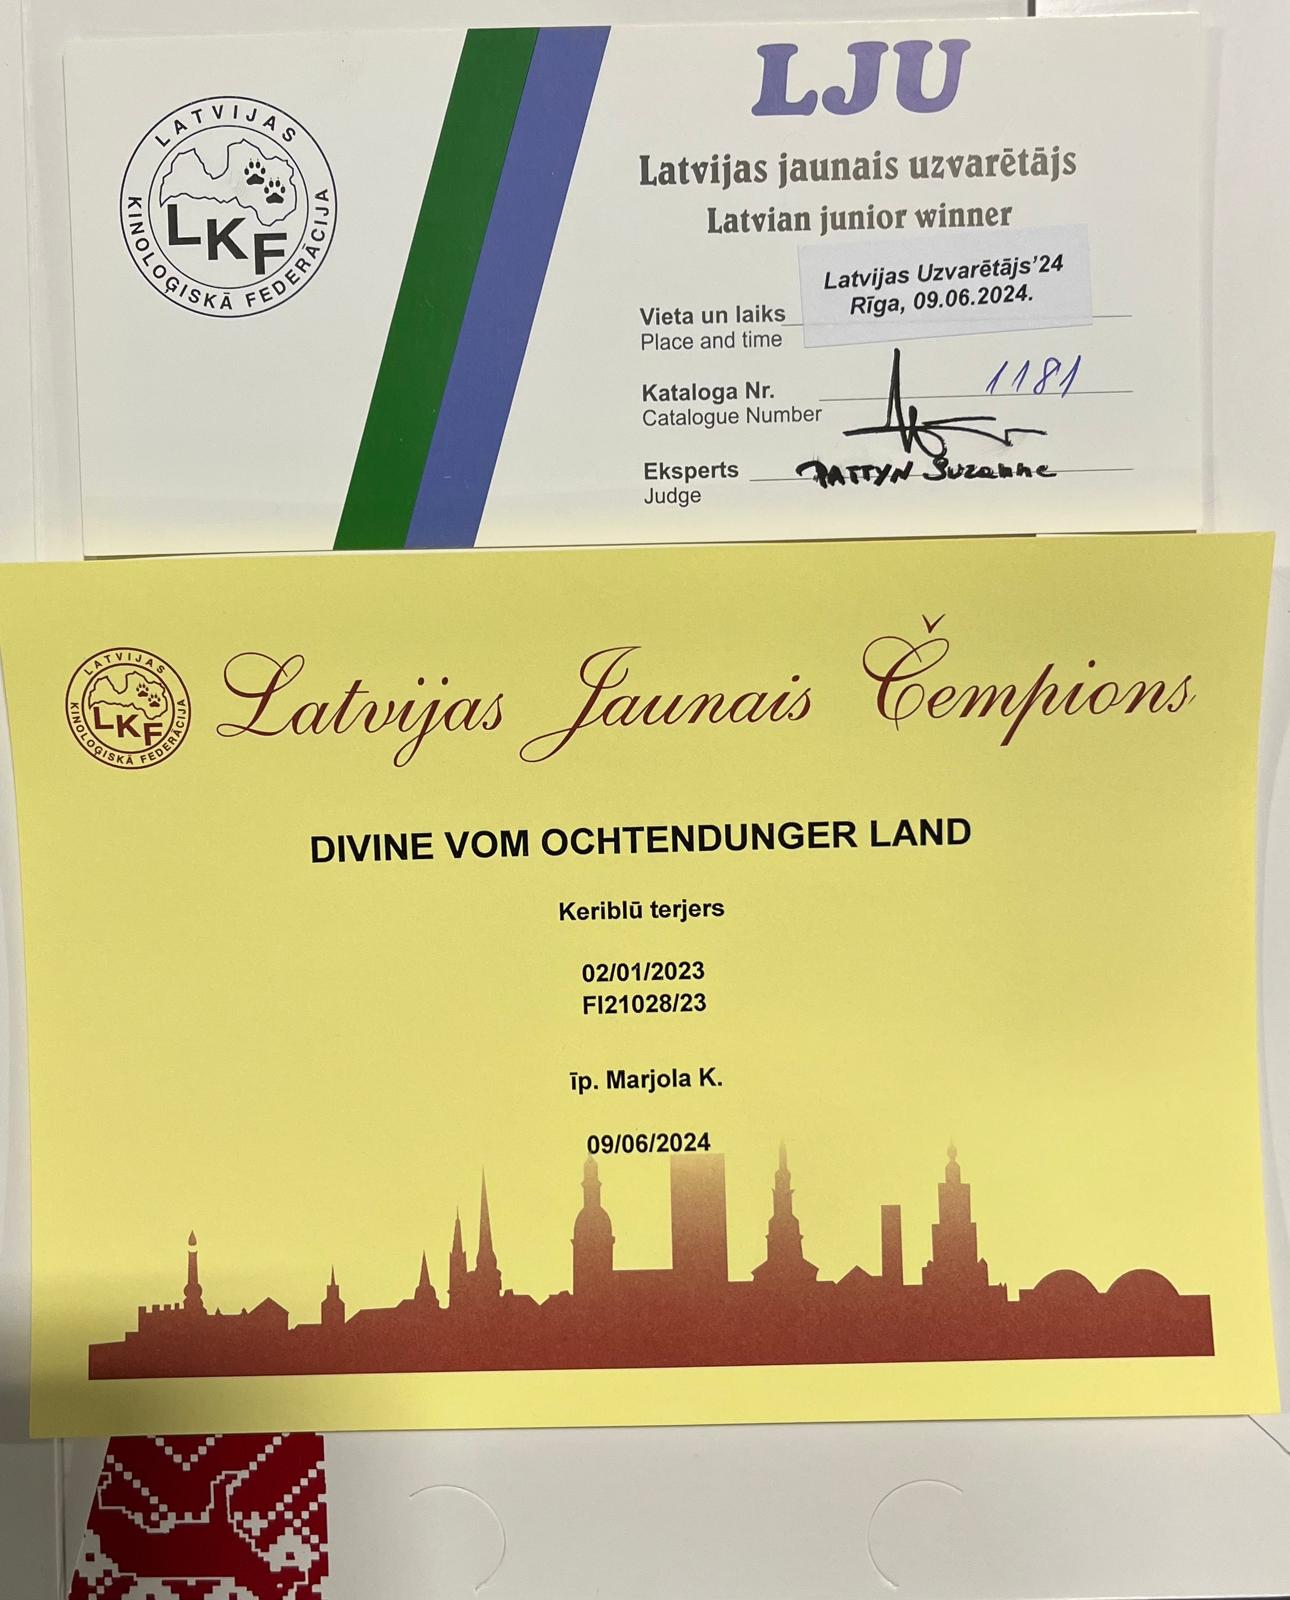 LATVIJAS
KINOLOĢISKĀ FEDERĀCIJA
LKF
LJU
Latvijas jaunais uzvarētājs
Latvian junior winner
Latvijas Uzvarētājs'24
Rīga, 09.06.2024.
Vieta un laiks
Place and time
Kataloga Nr. 1181
Catalogue Number
Eksperts PATTYN Suzanne
Judge
LATVIJAS
KINOLOĢISKĀ FEDERĀCIJA
LKF
Latvijas Jaunais Čempions
DIVINE VOM OCHTENDUNGER LAND
Keriblū terjers
02/01/2023
FI21028/23
īp. Marjola K.
09/06/2024